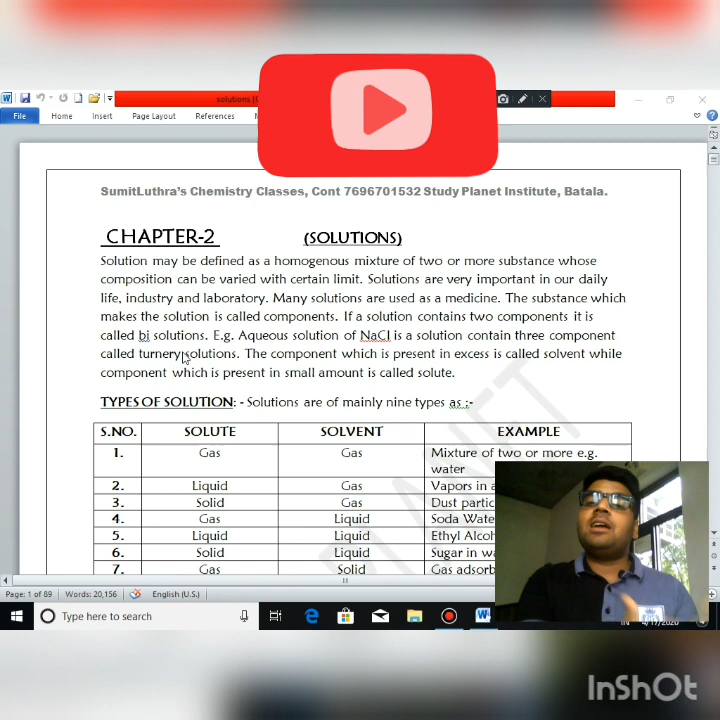 solutions [C
File Home Insert Page Layout References
SumitLuthra's Chemistry Classes, Cont 7696701532 Study Planet Institute, Batala.
CHAPTER-2 (SOLUTIONS)
Solution may be defined as a homogenous mixture of two or more substance whose
composition can be varied with certain limit. Solutions are very important in our daily
life, industry and laboratory. Many solutions are used as a medicine. The substance which
makes the solution is called components. If a solution contains two components it is
called bi solutions. E.g. Aqueous solution of NaCl is a solution contain three component
called turnery solutions. The component which is present in excess is called solvent while
component which is present in small amount is called solute.
TYPES OF SOLUTION: - Solutions are of mainly nine types as :-
S.NO. SOLUTE SOLVENT EXAMPLE
1. Gas Gas Mixture of two or more e.g.
water
2. Liquid Gas Vapors in a
3. Solid Gas Dust partic
4. Gas Liquid Soda Wate
5. Liquid Liquid Ethyl Alcoh
6. Solid Liquid Sugar in wa
7. Gas Solid Gas adsorb
PLANET
Page: 1 of 89 Words: 20,156 English (U.S.)
Type here to search
IN 4/17/2020
InShOt